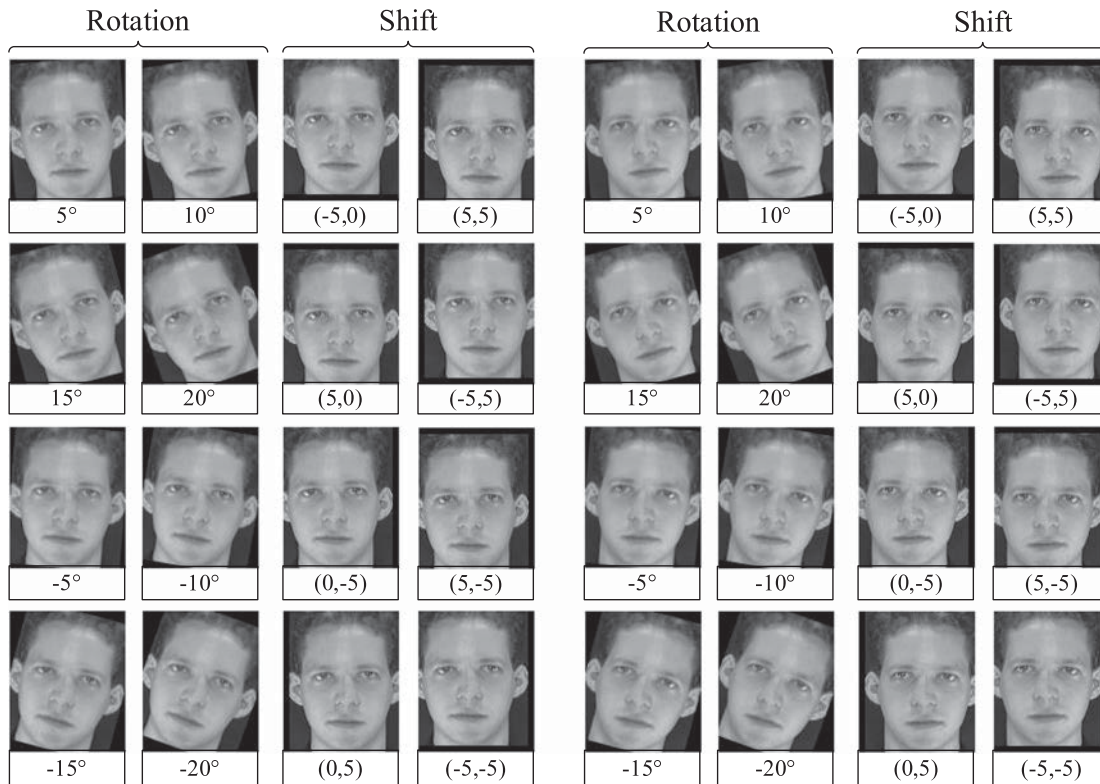 Rotation Shift Rotation Shift
5° 10° (-5,0) (5,5) 5° 10° (-5,0) (5,5)
15° 20° (5,0) (-5,5) 15° 20° (5,0) (-5,5)
-5° -10° (0,-5) (5,-5) -5° -10° (0,-5) (5,-5)
-15° -20° (0,5) (-5,-5) -15° -20° (0,5) (-5,-5)